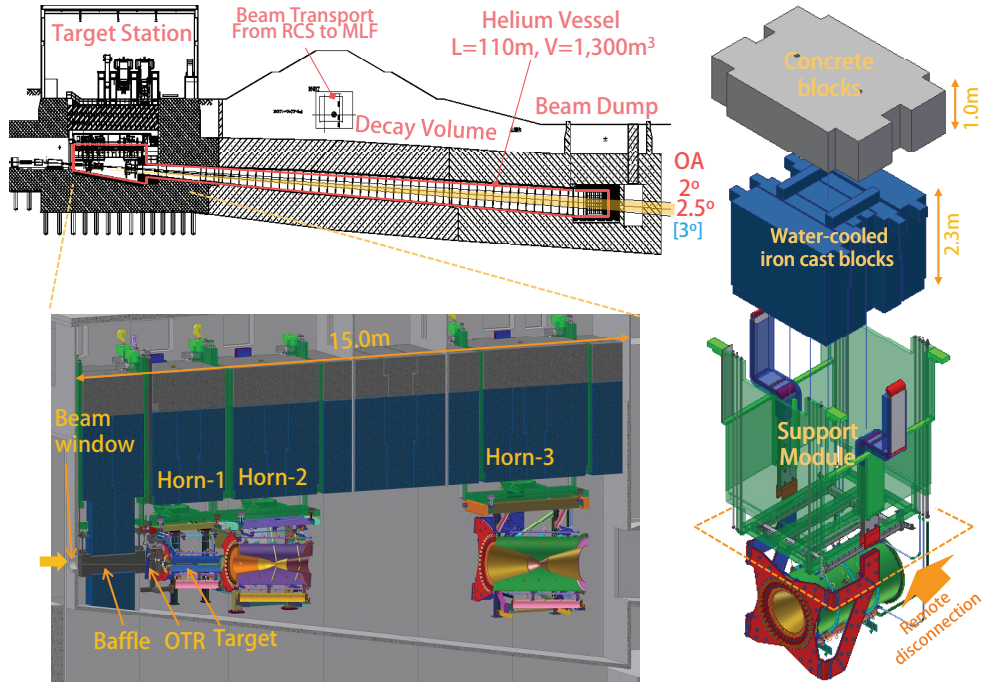 Target Station
Beam Transport
From RCS to MLF
Helium Vessel
L=110m, V=1,300m³
Decay Volume
Beam Dump
OA
2º
2.5º
[3º]
Concrete
blocks
1.0m
Water-cooled
iron cast blocks
2.3m
Support
Module
Remote
disconnection
15.0m
Beam
window
Horn-1
Horn-2
Horn-3
Baffle
OTR
Target